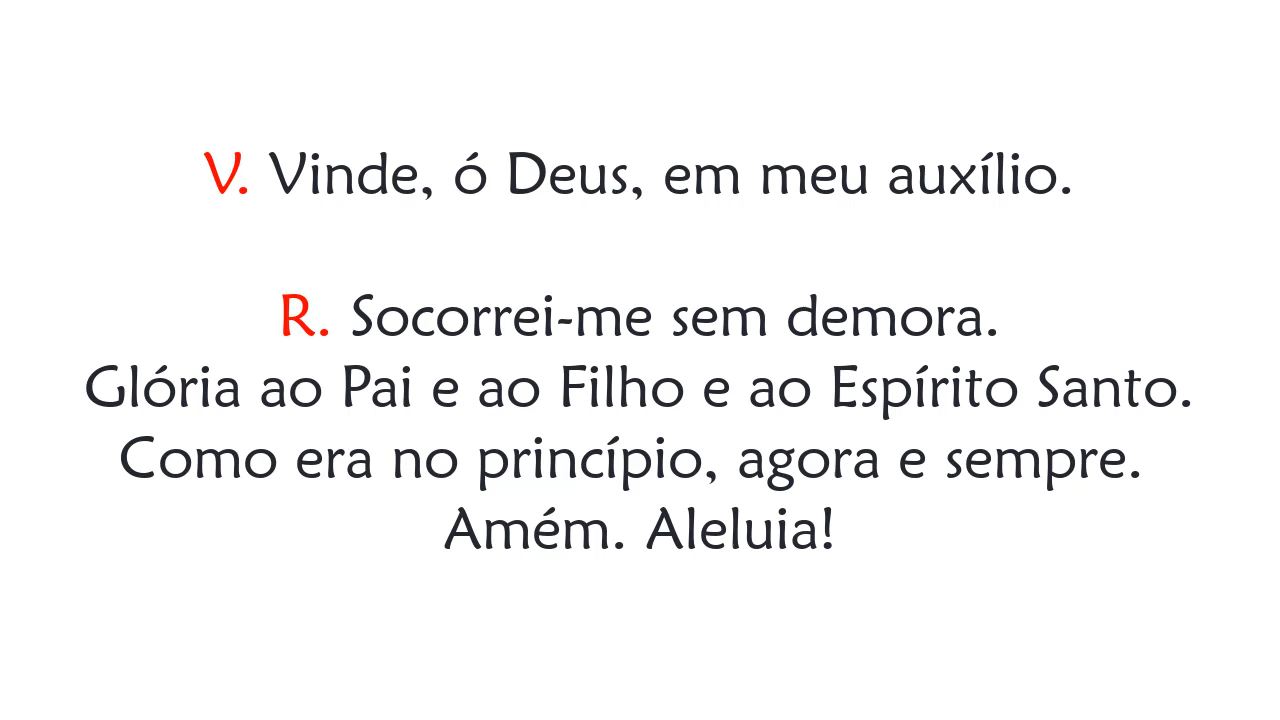 V. Vinde, ó Deus, em meu auxílio.
R. Socorrei-me sem demora.
Glória ao Pai e ao Filho e ao Espírito Santo.
Como era no princípio, agora e sempre.
Amém. Aleluia!